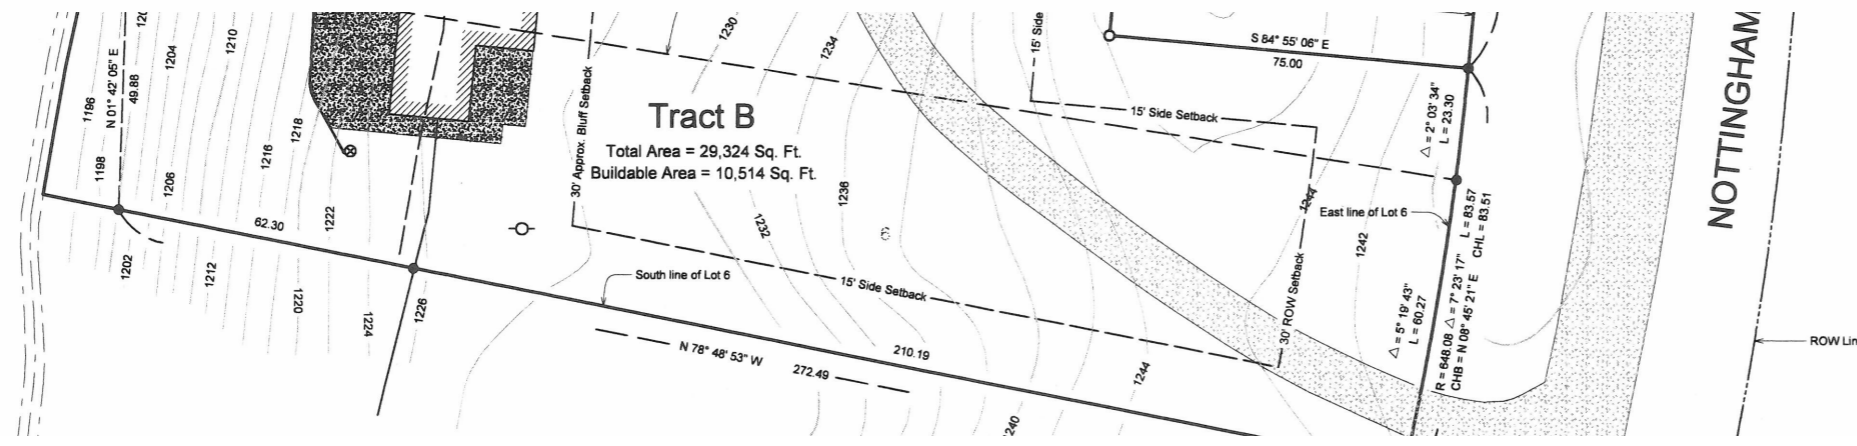 1204
1210
1230
1234
15' Side
S 84° 55' 06" E
75.00
NOTTINGHAM
N 01° 42' 05" E
49.88
1196
1198
1206
1216
1218
30' Approx. Bluff Setback
Tract B
Total Area = 29,324 Sq. Ft.
Buildable Area = 10,514 Sq. Ft.
15' Side Setback
△ = 2° 03' 34"
L = 23.30
62.30
1222
1232
1236
1244
1242
East line of Lot 6
L = 83.57
CHL = 83.51
1202
1212
1220
1224
1226
South line of Lot 6
15' Side Setback
30' ROW Setback
△ = 5° 19' 43"
L = 60.27
R = 648.08 △ = 7° 23' 17"
CHB = N 08° 45' 21" E
N 78° 48' 53" W
272.49
210.19
1244
1240
ROW Lin